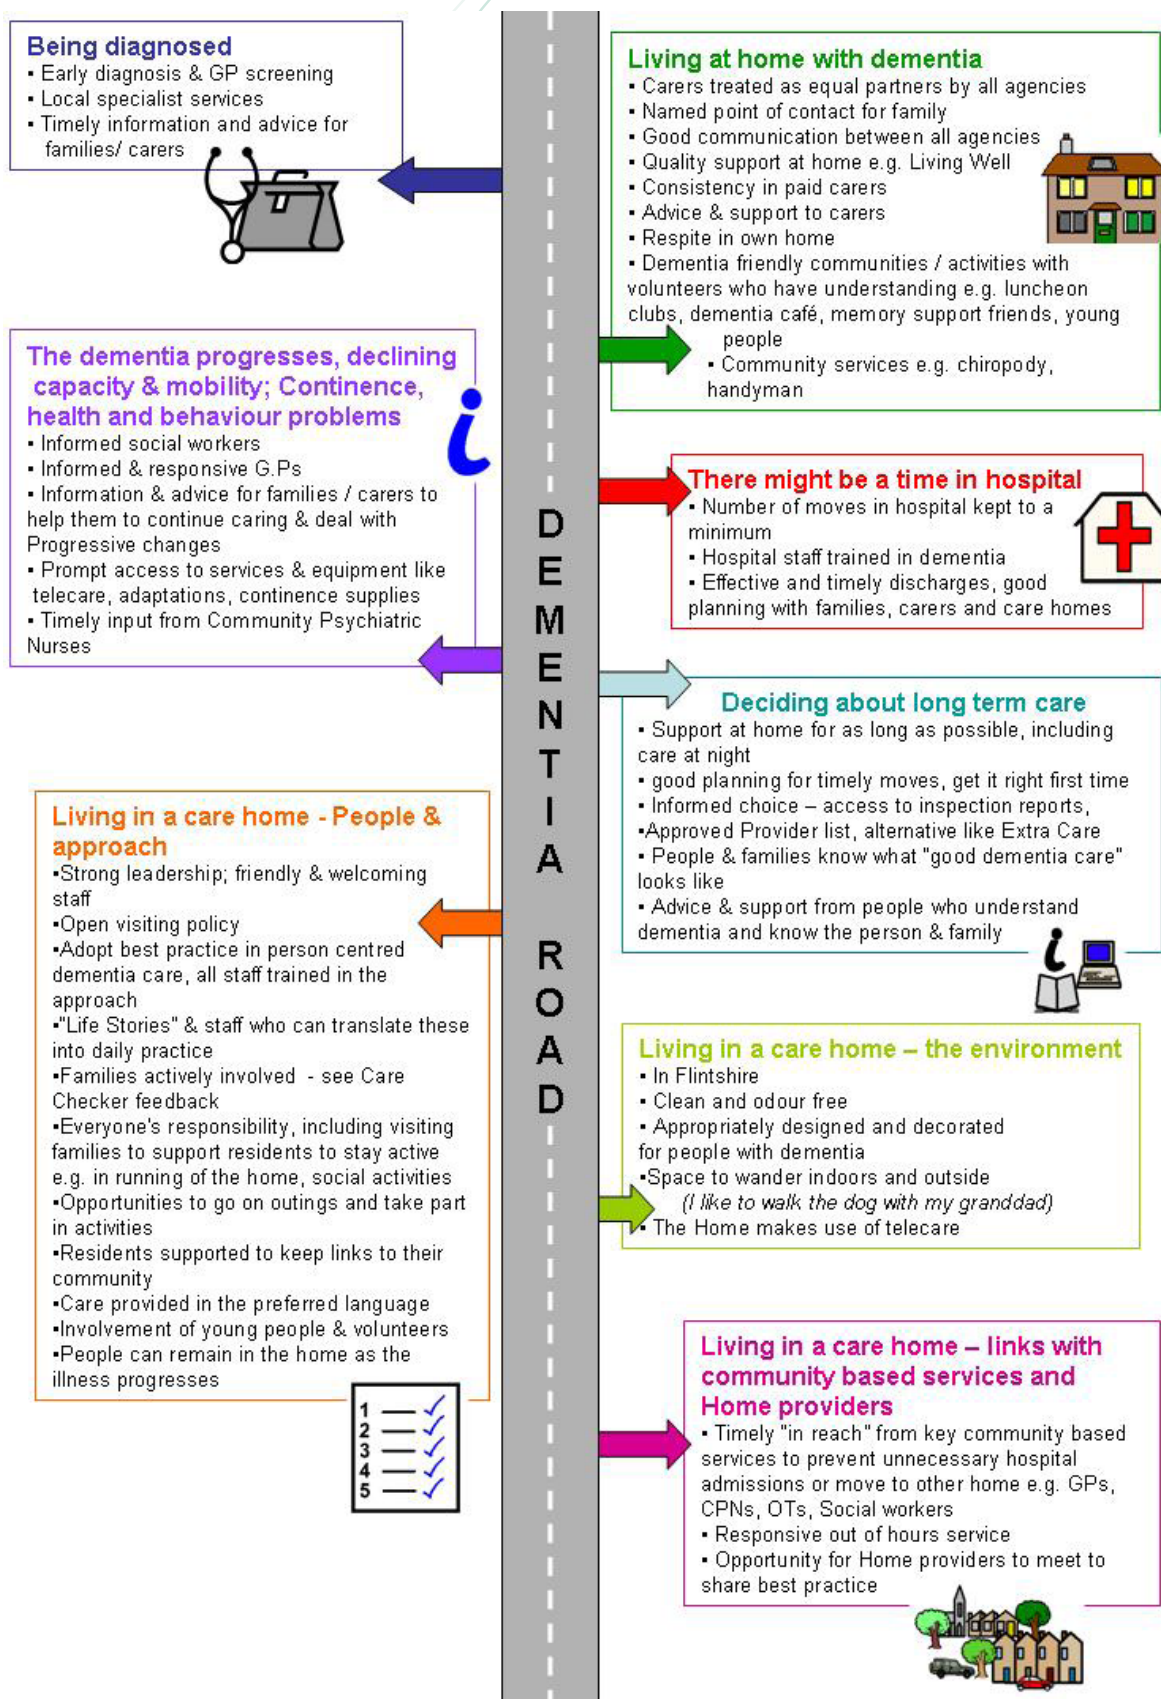 Being diagnosed
▪ Early diagnosis & GP screening
▪ Local specialist services
▪ Timely information and advice for
families/ carers
Living at home with dementia
▪ Carers treated as equal partners by all agencies
▪ Named point of contact for family
▪ Good communication between all agencies
▪ Quality support at home e.g. Living Well
▪ Consistency in paid carers
▪ Advice & support to carers
▪ Respite in own home
▪ Dementia friendly communities / activities with
volunteers who have understanding e.g. luncheon
clubs, dementia café, memory support friends, young
people
▪ Community services e.g. chiropody,
handyman
The dementia progresses, declining
capacity & mobility; Continence,
health and behaviour problems
▪ Informed social workers
▪ Informed & responsive G.Ps
▪ Information & advice for families / carers to
help them to continue caring & deal with
Progressive changes
▪ Prompt access to services & equipment like
telecare, adaptations, continence supplies
▪ Timely input from Community Psychiatric
Nurses
There might be a time in hospital
▪ Number of moves in hospital kept to a
minimum
▪ Hospital staff trained in dementia
▪ Effective and timely discharges, good
planning with families, carers and care homes
DEMENTIA ROAD
Deciding about long term care
▪ Support at home for as long as possible, including
care at night
▪ good planning for timely moves, get it right first time
▪ Informed choice – access to inspection reports,
▪Approved Provider list, alternative like Extra Care
▪ People & families know what "good dementia care"
looks like
▪ Advice & support from people who understand
dementia and know the person & family
Living in a care home - People &
approach
▪Strong leadership; friendly & welcoming
staff
▪Open visiting policy
▪Adopt best practice in person centred
dementia care, all staff trained in the
approach
▪"Life Stories" & staff who can translate these
into daily practice
▪Families actively involved - see Care
Checker feedback
▪Everyone's responsibility, including visiting
families to support residents to stay active
e.g. in running of the home, social activities
▪Opportunities to go on outings and take part
in activities
▪Residents supported to keep links to their
community
▪Care provided in the preferred language
▪Involvement of young people & volunteers
▪People can remain in the home as the
illness progresses
1
2
3
4
5
Living in a care home – the environment
▪ In Flintshire
▪ Clean and odour free
▪ Appropriately designed and decorated
for people with dementia
▪Space to wander indoors and outside
(I like to walk the dog with my granddad)
▪ The Home makes use of telecare
Living in a care home – links with
community based services and
Home providers
▪ Timely "in reach" from key community based
services to prevent unnecessary hospital
admissions or move to other home e.g. GPs,
CPNs, OTs, Social workers
▪ Responsive out of hours service
▪ Opportunity for Home providers to meet to
share best practice